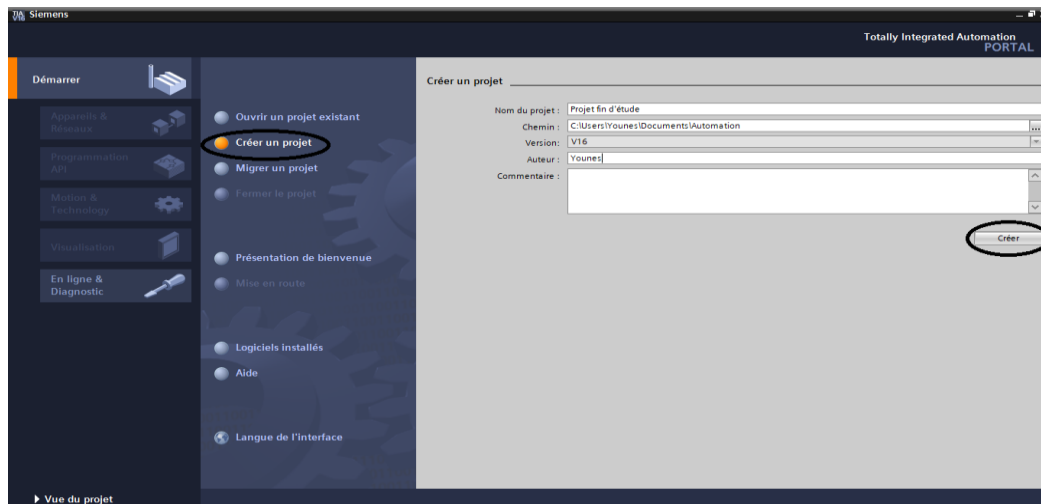 Siemens
Totally Integrated Automation
PORTAL
Démarrer
Appareils &
Réseaux
Programmation
API
Motion &
Technology
Visualisation
En ligne &
Diagnostic
Vue du projet
Ouvrir un projet existant
Créer un projet
Migrer un projet
Fermer le projet
Présentation de bienvenue
Mise en route
Logiciels installés
Aide
Langue de l'interface
Créer un projet
Nom du projet : Projet fin d'étude
Chemin : C:\Users\Younes\Documents\Automation
...
Version: V16
Auteur : Younes
Commentaire :
Créer